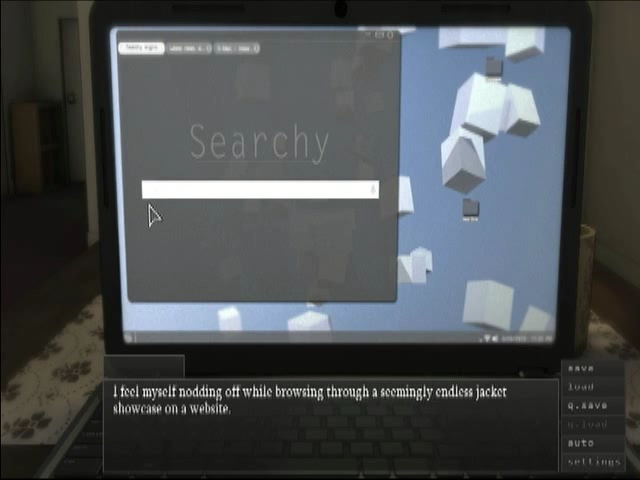 Searchy
I feel myself nodding off while browsing through a seemingly endless jacket
showcase on a website.
save
load
q.save
q.load
auto
settings